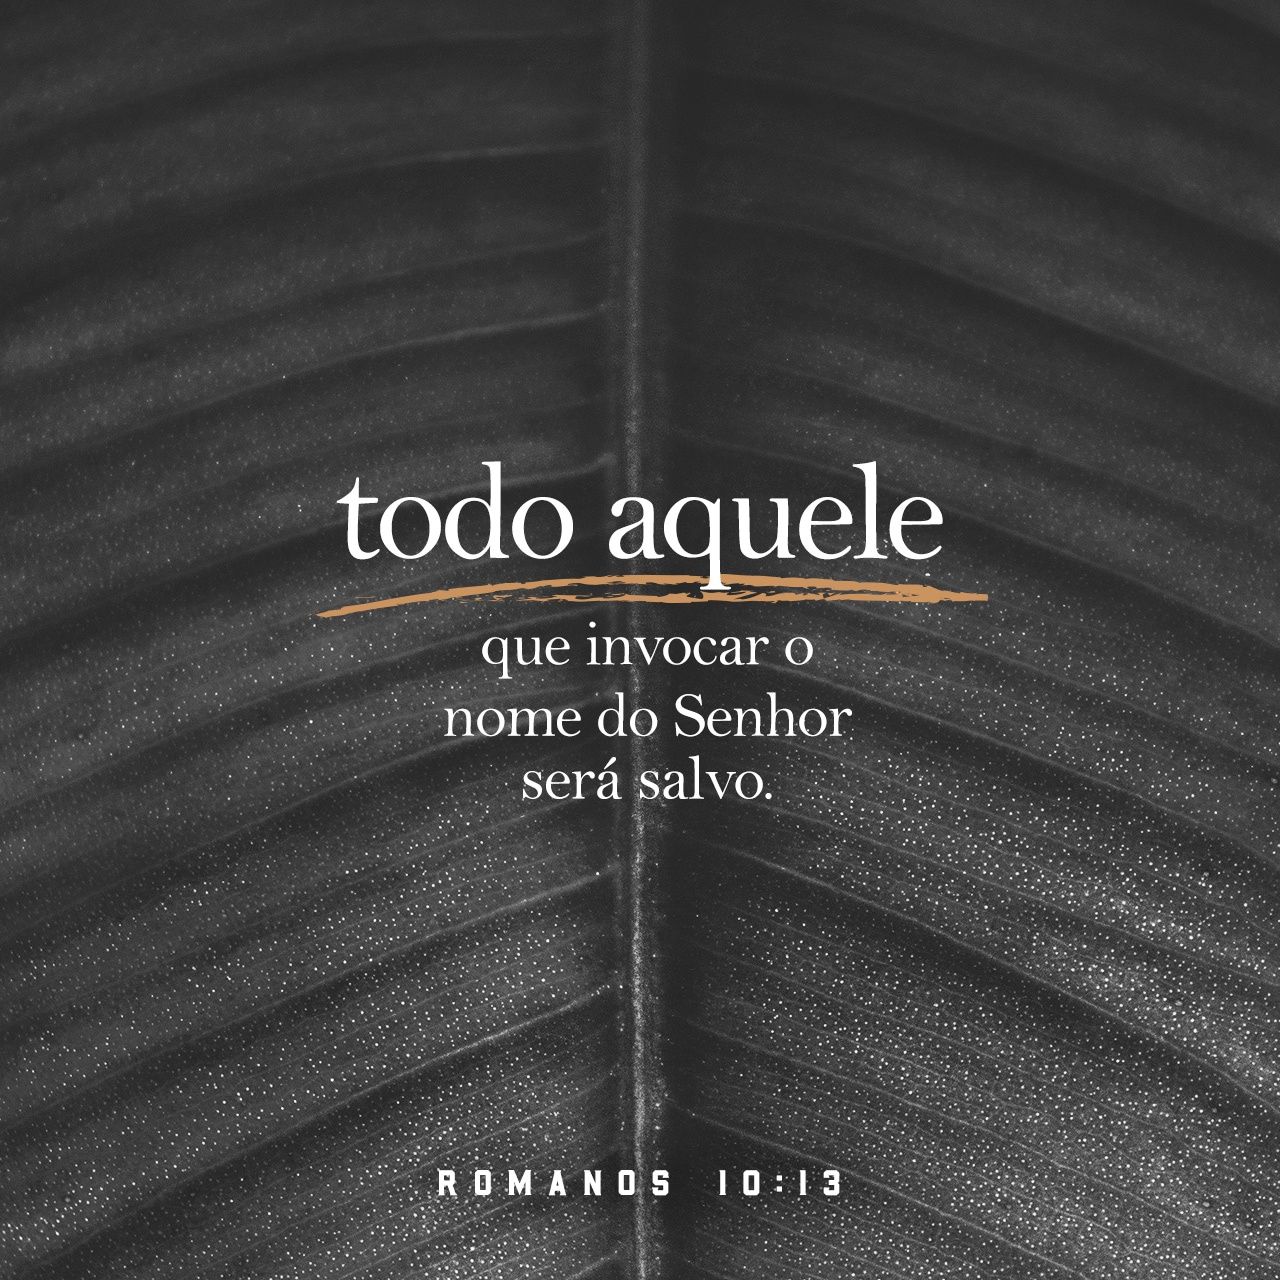 todo aquele
que invocar o
nome do Senhor
será salvo.
ROMANOS 10:13